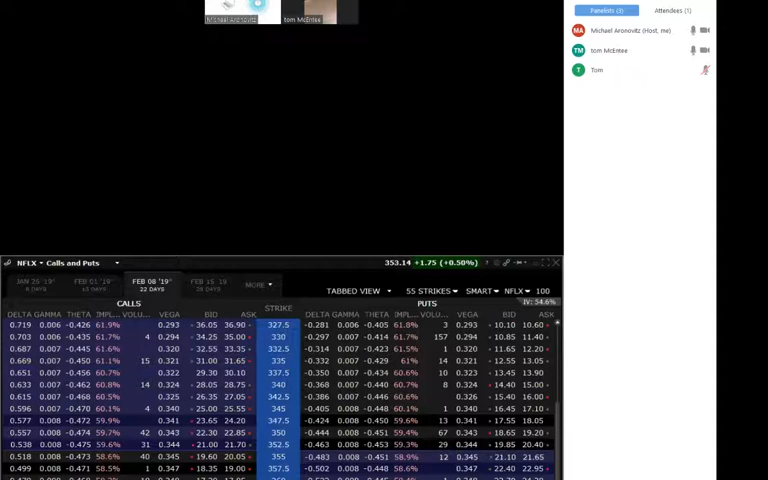 Michael Aronovitz
tom McEntee
Panelists (3)
Attendees (1)
MA Michael Aronovitz (Host, me)
TM tom McEntee
T Tom
NFLX Calls and Puts 353.14 +1.75 (+0.50%)
JAN 25 '19 FEB 01 '19 FEB 08 '19 FEB 15 '19 MORE
8 DAYS 15 DAYS 22 DAYS 29 DAYS
TABBED VIEW 55 STRIKES SMART NFLX 100
CALLS STRIKE PUTS IV: 54.6%
DELTA GAMMA THETA IMPL... VOLU... VEGA BID ASK DELTA GAMMA THETA IMPL... VOLU... VEGA BID ASK
0.719 0.006 -0.426 61.9% 0.293 36.05 36.90 327.5 -0.281 0.006 -0.405 61.8% 3 0.293 10.10 10.60
0.703 0.007 -0.435 61.4% 4 0.294 34.25 35.00 330 -0.297 0.007 -0.414 61.7% 157 0.294 10.85 11.40
0.687 0.007 -0.445 61.6% 0.320 32.55 33.35 332.5 -0.314 0.007 -0.423 61.5% 1 0.320 11.65 12.20
0.669 0.007 -0.450 61.1% 15 0.321 31.00 31.65 335 -0.332 0.007 -0.429 61% 14 0.321 12.55 13.05
0.651 0.007 -0.456 60.7% 0.322 29.30 30.10 337.5 -0.350 0.007 -0.434 60.6% 10 0.323 13.45 13.90
0.633 0.007 -0.462 60.8% 14 0.324 28.05 28.75 340 -0.368 0.007 -0.440 60.7% 8 0.324 14.40 15.00
0.615 0.007 -0.468 60.5% 0.325 26.35 27.05 342.5 -0.386 0.007 -0.446 60.6% 0.326 15.40 16.00
0.596 0.007 -0.470 60.1% 4 0.340 25.00 25.55 345 -0.405 0.008 -0.448 60.1% 1 0.340 16.45 17.10
0.577 0.008 -0.472 59.9% 0.341 23.65 24.20 347.5 -0.424 0.008 -0.450 59.6% 13 0.341 17.55 18.05
0.557 0.008 -0.474 59.7% 42 0.343 22.30 22.85 350 -0.444 0.008 -0.451 59.4% 67 0.343 18.65 19.20
0.538 0.008 -0.475 31 0.344 21.00 21.70 352.5 -0.463 0.008 -0.453 59.3% 29 0.344 19.85 20.40
0.518 0.008 -0.473 58.6% 40 0.345 19.60 20.05 355 -0.483 0.008 -0.451 58.9% 12 0.345 21.10 21.65
0.499 0.008 -0.471 58.5% 1 0.347 18.35 19.00 357.5 -0.502 0.008 -0.448 58.6% 0.347 22.40 22.95